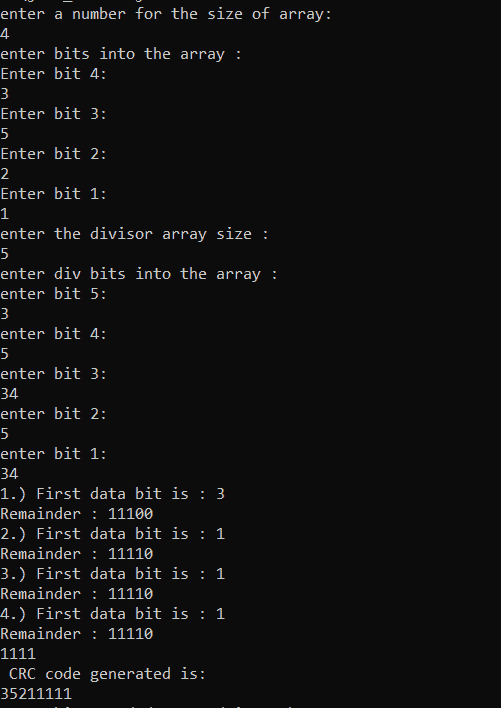 enter a number for the size of array:
4
enter bits into the array :
Enter bit 4:
3
Enter bit 3:
5
Enter bit 2:
2
Enter bit 1:
1
enter the divisor array size :
5
enter div bits into the array :
enter bit 5:
3
enter bit 4:
5
enter bit 3:
34
enter bit 2:
5
enter bit 1:
34
1.) First data bit is : 3
Remainder : 11100
2.) First data bit is : 1
Remainder : 11110
3.) First data bit is : 1
Remainder : 11110
4.) First data bit is : 1
Remainder : 11110
1111
 CRC code generated is:
35211111